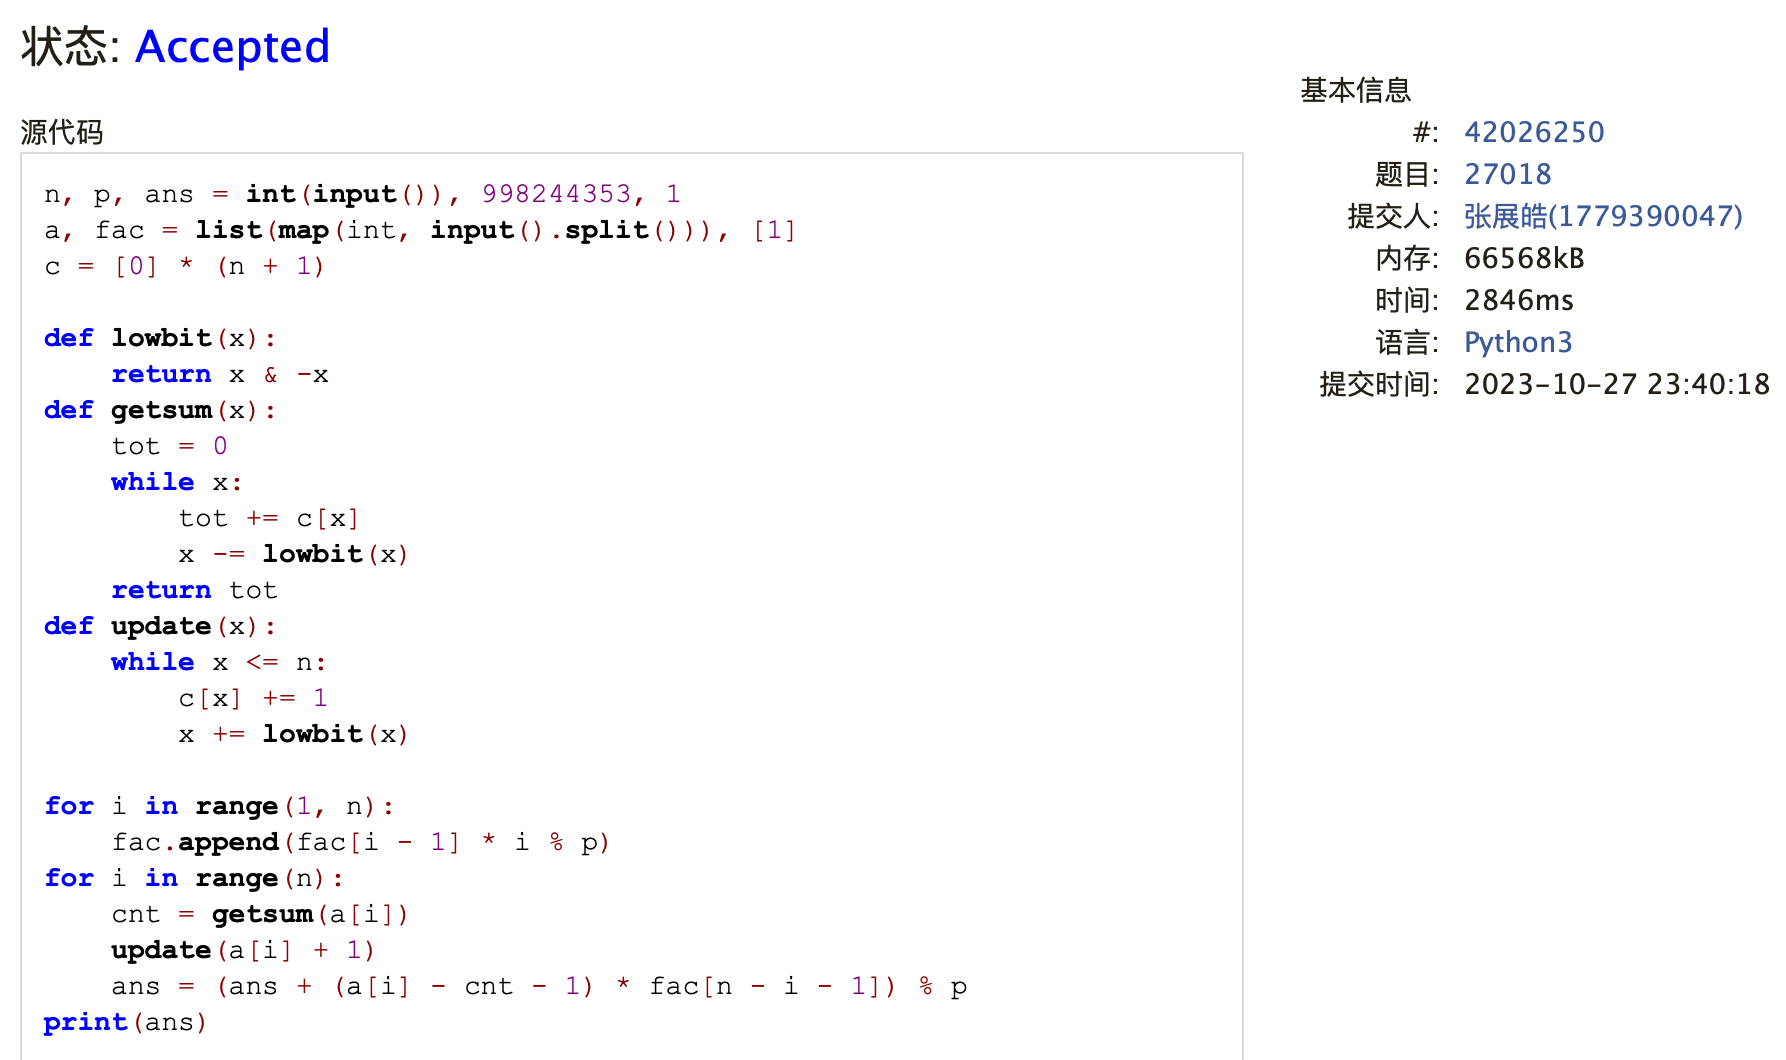 状态: Accepted
源代码
n, p, ans = int(input()), 998244353, 1
a, fac = list(map(int, input().split())), [1]
c = [0] * (n + 1)

def lowbit(x):
    return x & -x
def getsum(x):
    tot = 0
    while x:
        tot += c[x]
        x -= lowbit(x)
    return tot
def update(x):
    while x <= n:
        c[x] += 1
        x += lowbit(x)

for i in range(1, n):
    fac.append(fac[i - 1] * i % p)
for i in range(n):
    cnt = getsum(a[i])
    update(a[i] + 1)
    ans = (ans + (a[i] - cnt - 1) * fac[n - i - 1]) % p
print(ans)
基本信息
#: 42026250
题目: 27018
提交人: 张展皓(1779390047)
内存: 66568kB
时间: 2846ms
语言: Python3
提交时间: 2023-10-27 23:40:18